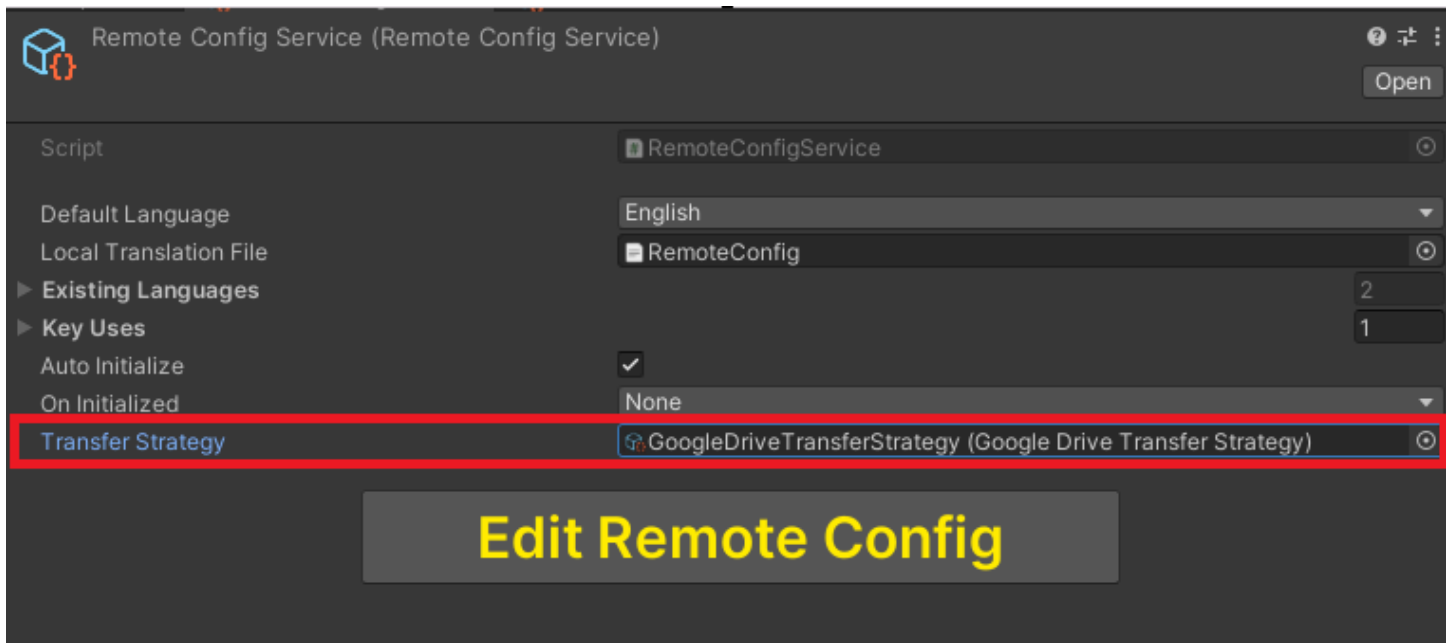 Remote Config Service (Remote Config Service)
Open
Script RemoteConfigService
Default Language English
Local Translation File RemoteConfig
Existing Languages 2
Key Uses 1
Auto Initialize
On Initialized None
Transfer Strategy GoogleDriveTransferStrategy (Google Drive Transfer Strategy)
Edit Remote Config